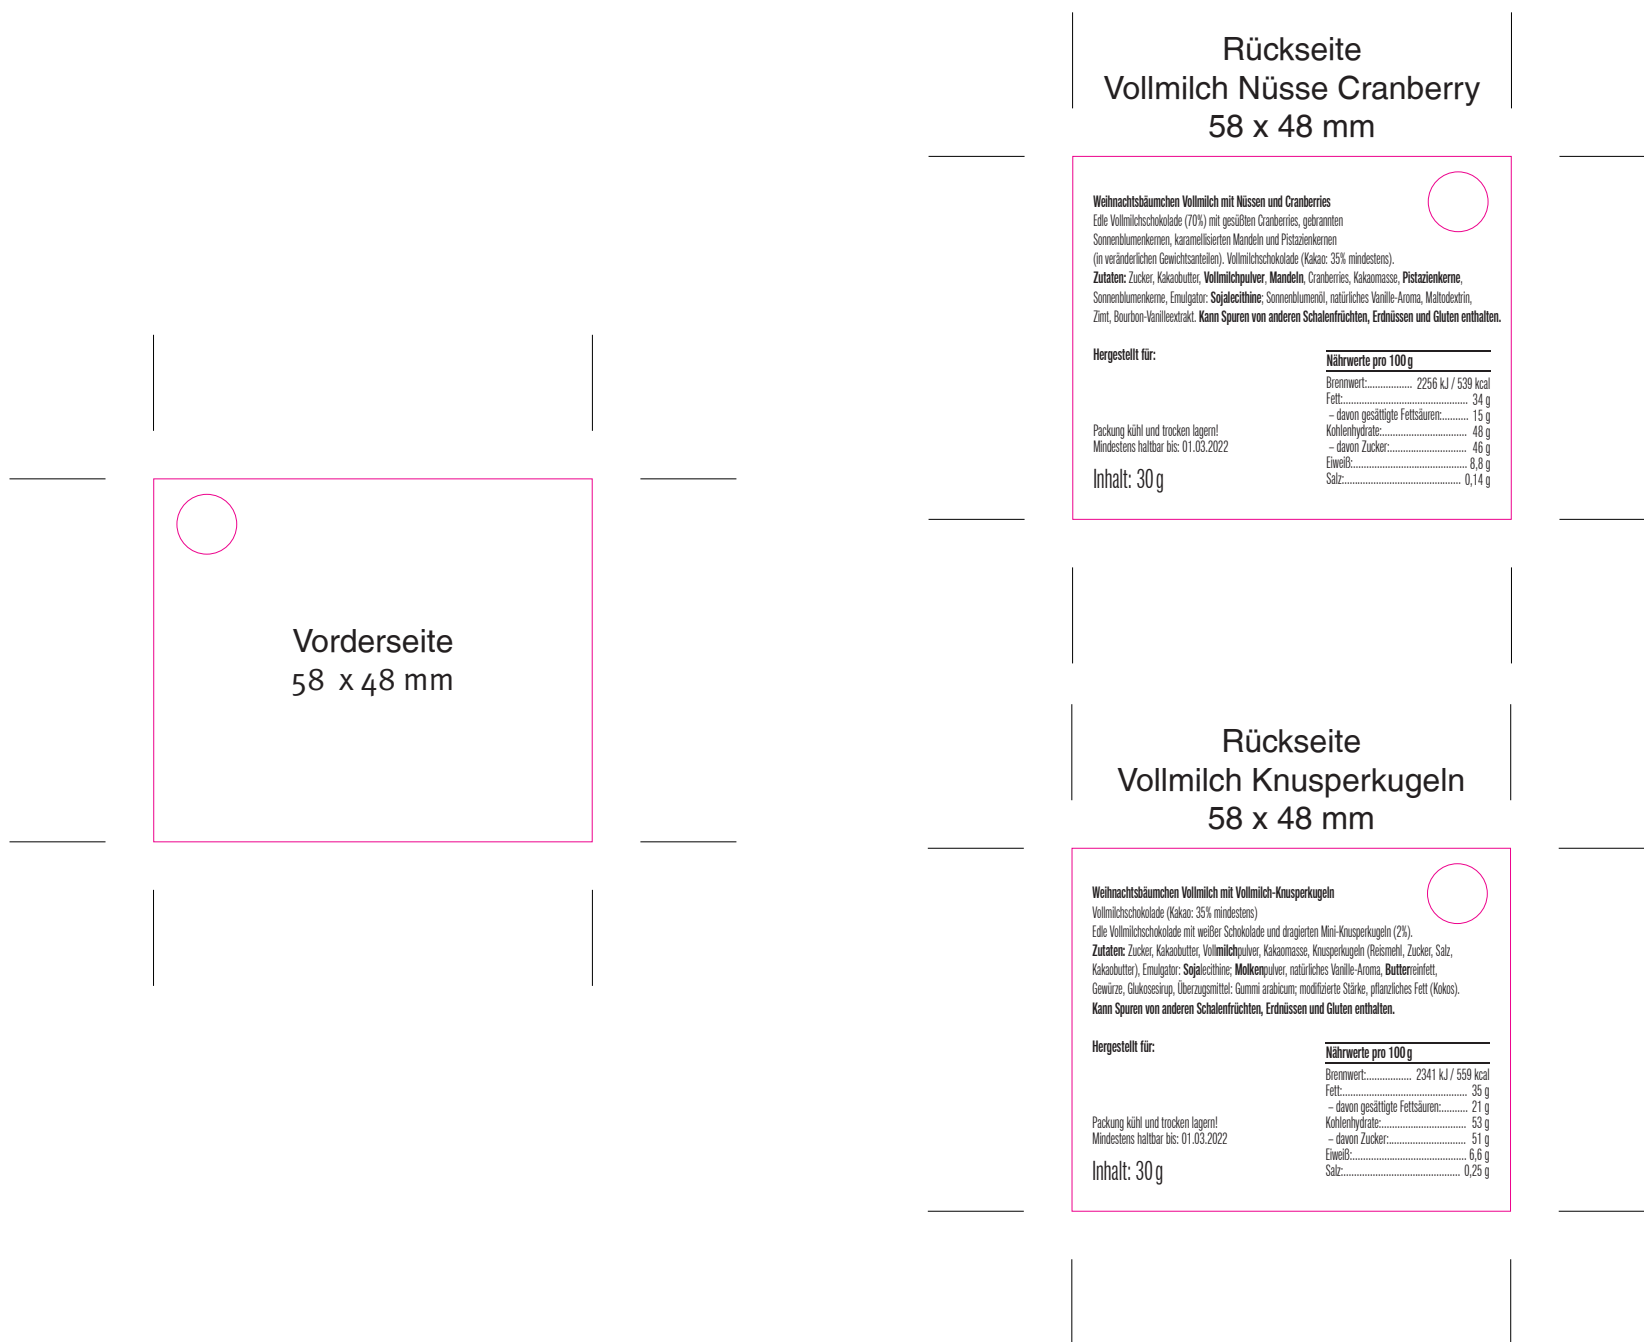 Vorderseite
58 x 48 mm
Rückseite
Vollmilch Nüsse Cranberry
58 x 48 mm
Weihnachtsbäumchen Vollmilch mit Nüssen und Cranberries
Edle Vollmilchschokolade (70%) mit gesüßten Cranberries, gebrannten
Sonnenblumenkernen, karamellisierten Mandeln und Pistazienkernen
(in veränderlichen Gewichtsanteilen). Vollmilchschokolade (Kakao: 35% mindestens).
Zutaten: Zucker, Kakaobutter, Vollmilchpulver, Mandeln, Cranberries, Kakaomasse, Pistazienkerne,
Sonnenblumenkerne, Emulgator: Sojalecithine; Sonnenblumenöl, natürliches Vanille-Aroma, Maltodextrin,
Zimt, Bourbon-Vanilleextrakt. Kann Spuren von anderen Schalenfrüchten, Erdnüssen und Gluten enthalten.
Hergestellt für:
Packung kühl und trocken lagern!
Mindestens haltbar bis: 01.03.2022
Inhalt: 30 g
Nährwerte pro 100 g
Brennwert:................. 2256 kJ / 539 kcal
Fett:............................................... 34 g
– davon gesättigte Fettsäuren:.......... 15 g
Kohlenhydrate:................................ 48 g
– davon Zucker:............................. 46 g
Eiweiß:........................................... 8,8 g
Salz:............................................ 0,14 g
Rückseite
Vollmilch Knusperkugeln
58 x 48 mm
Weihnachtsbäumchen Vollmilch mit Vollmilch-Knusperkugeln
Vollmilchschokolade (Kakao: 35% mindestens)
Edle Vollmilchschokolade mit weißer Schokolade und dragierten Mini-Knusperkugeln (2%).
Zutaten: Zucker, Kakaobutter, Vollmilchpulver, Kakaomasse, Knusperkugeln (Reismehl, Zucker, Salz,
Kakaobutter), Emulgator: Sojalecithine; Molkenpulver, natürliches Vanille-Aroma, Butterreinfett,
Gewürze, Glukosesirup, Überzugsmittel: Gummi arabicum; modifizierte Stärke, pflanzliches Fett (Kokos).
Kann Spuren von anderen Schalenfrüchten, Erdnüssen und Gluten enthalten.
Hergestellt für:
Packung kühl und trocken lagern!
Mindestens haltbar bis: 01.03.2022
Inhalt: 30 g
Nährwerte pro 100 g
Brennwert:................. 2341 kJ / 559 kcal
Fett:............................................... 35 g
– davon gesättigte Fettsäuren:.......... 21 g
Kohlenhydrate:................................ 53 g
– davon Zucker:............................. 51 g
Eiweiß:........................................... 6,6 g
Salz:............................................ 0,25 g